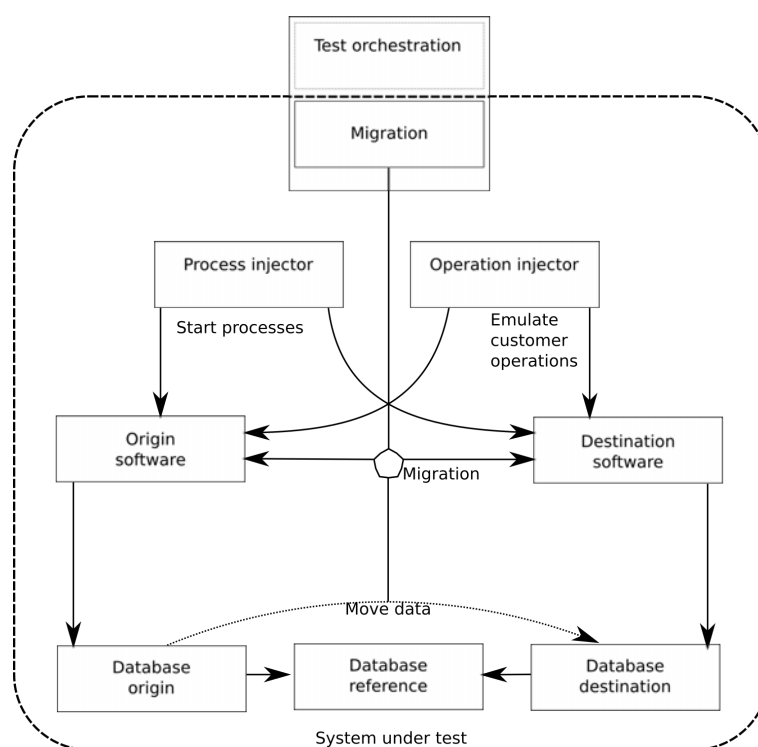 Test orchestration
Migration
Process injector
Operation injector
Start processes
Emulate
customer
operations
Origin
software
Destination
software
Migration
Move data
Database
origin
Database
reference
Database
destination
System under test